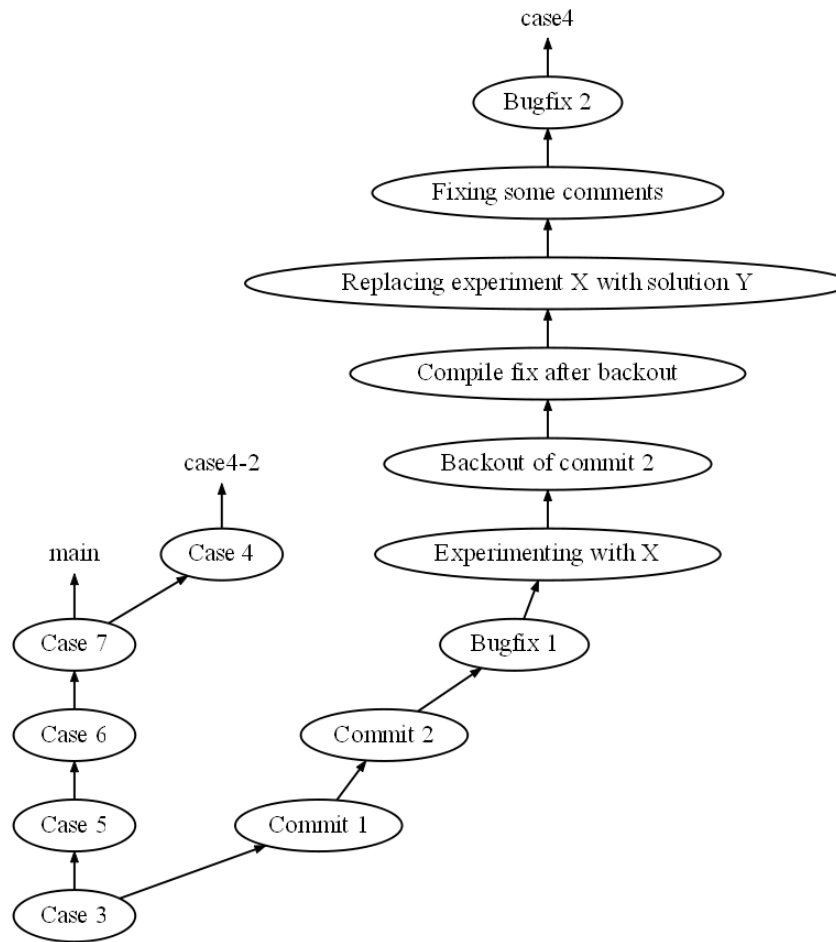 case4
Bugfix 2
Fixing some comments
Replacing experiment X with solution Y
Compile fix after backout
Backout of commit 2
case4-2
Case 4
Experimenting with X
main
Case 7
Bugfix 1
Case 6
Commit 2
Case 5
Commit 1
Case 3